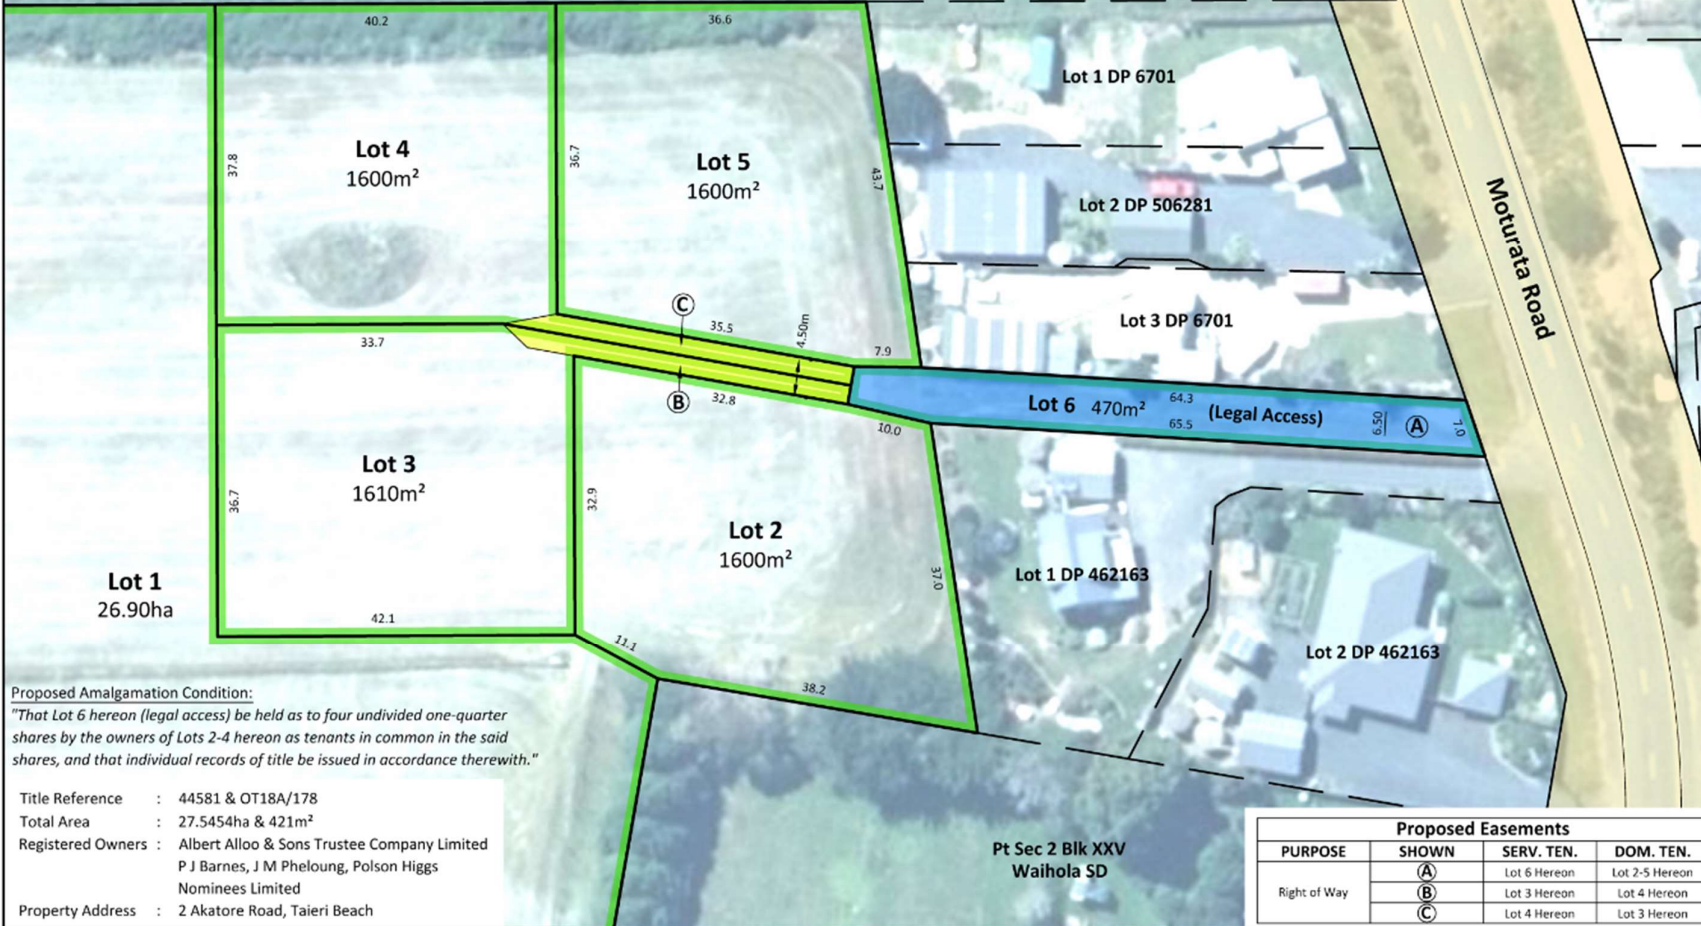 40.2
36.6
Lot 1 DP 6701
Lot 4
1600m²
37.8
36.7
Lot 5
1600m²
43.7
Lot 2 DP 506281
Moturata Road
C
35.5
4.50m
7.9
Lot 3 DP 6701
33.7
B
32.8
10.0
Lot 6 470m²
64.3
65.5
(Legal Access)
6.50
A
7.0
Lot 3
1610m²
36.7
32.9
Lot 2
1600m²
37.0
Lot 1 DP 462163
Lot 1
26.90ha
42.1
11.1
38.2
Lot 2 DP 462163
Proposed Amalgamation Condition:
"That Lot 6 hereon (legal access) be held as to four undivided one-quarter
shares by the owners of Lots 2-4 hereon as tenants in common in the said
shares, and that individual records of title be issued in accordance therewith."
Title Reference : 44581 & OT18A/178
Total Area : 27.5454ha & 421m²
Registered Owners : Albert Alloo & Sons Trustee Company Limited
P J Barnes, J M Pheloung, Polson Higgs
Nominees Limited
Property Address : 2 Akatore Road, Taieri Beach
Pt Sec 2 Blk XXV
Waihola SD
Proposed Easements
PURPOSE SHOWN SERV. TEN. DOM. TEN.
Right of Way
A Lot 6 Hereon Lot 2-5 Hereon
B Lot 3 Hereon Lot 4 Hereon
C Lot 4 Hereon Lot 3 Hereon